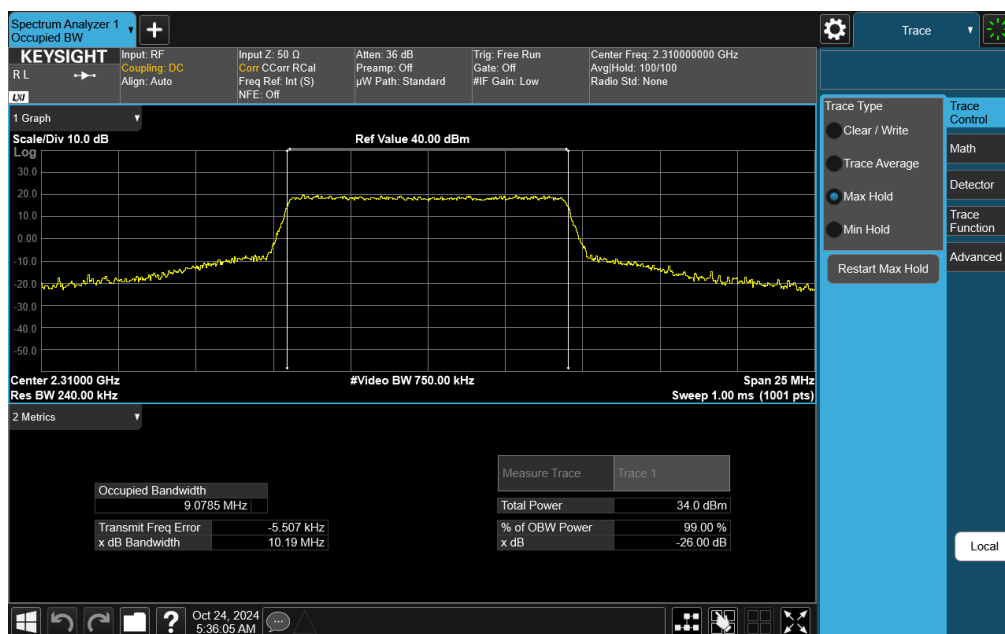 Spectrum Analyzer 1
Occupied BW
Trace
KEYSIGHT
R L
LXI
Input: RF
Coupling: DC
Align: Auto
Input Z: 50 Ω
Corr CCorr RCal
Freq Ref: Int (S)
NFE: Off
Atten: 36 dB
Preamp: Off
µW Path: Standard
Trig: Free Run
Gate: Off
#IF Gain: Low
Center Freq: 2.310000000 GHz
Avg|Hold: 100/100
Radio Std: None
1 Graph
Scale/Div 10.0 dB
Ref Value 40.00 dBm
Log
30.0
20.0
10.0
0.00
-10.0
-20.0
-30.0
-40.0
-50.0
Center 2.31000 GHz
#Video BW 750.00 kHz
Span 25 MHz
Res BW 240.00 kHz
Sweep 1.00 ms (1001 pts)
2 Metrics
Measure Trace
Trace 1
Occupied Bandwidth
9.0785 MHz
Total Power
34.0 dBm
Transmit Freq Error
-5.507 kHz
% of OBW Power
99.00 %
x dB Bandwidth
10.19 MHz
x dB
-26.00 dB
Trace Type
Clear / Write
Trace Average
Max Hold
Min Hold
Restart Max Hold
Trace
Control
Math
Detector
Trace
Function
Advanced
Local
?
Oct 24, 2024
5:36:05 AM